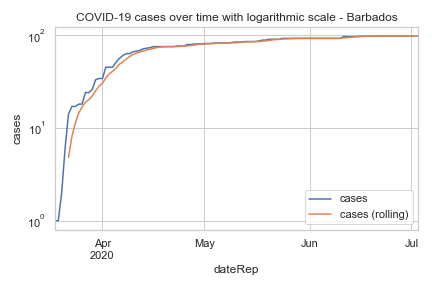 COVID-19 cases over time with logarithmic scale - Barbados
10²
10¹
10⁰
cases
cases
cases (rolling)
Apr
2020
May
Jun
Jul
dateRep